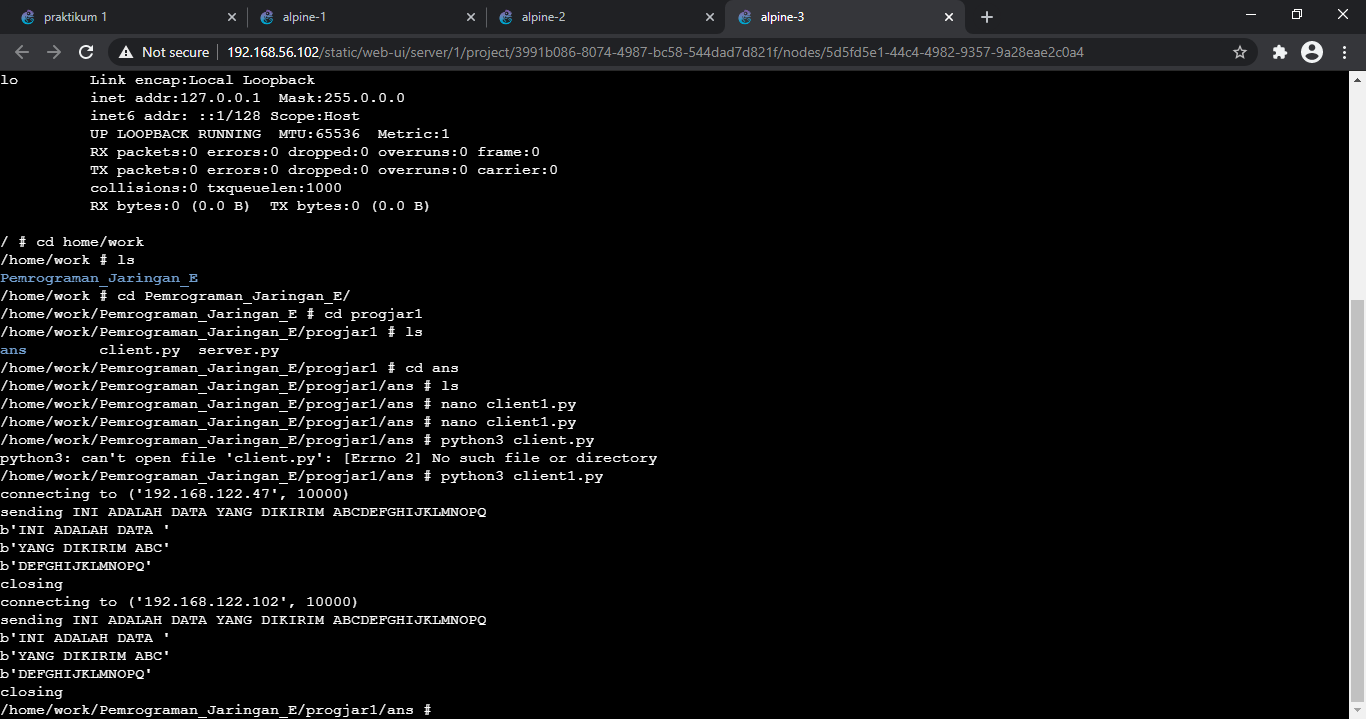 praktikum 1
alpine-1
alpine-2
alpine-3
Not secure
192.168.56.102/static/web-ui/server/1/project/3991b086-8074-4987-bc58-544dad7d821f/nodes/5d5fd5e1-44c4-4982-9357-9a28eae2c0a4
lo        Link encap:Local Loopback
          inet addr:127.0.0.1  Mask:255.0.0.0
          inet6 addr: ::1/128 Scope:Host
          UP LOOPBACK RUNNING  MTU:65536  Metric:1
          RX packets:0 errors:0 dropped:0 overruns:0 frame:0
          TX packets:0 errors:0 dropped:0 overruns:0 carrier:0
          collisions:0 txqueuelen:1000
          RX bytes:0 (0.0 B)  TX bytes:0 (0.0 B)
/ # cd home/work
/home/work # ls
Pemrograman_Jaringan_E
/home/work # cd Pemrograman_Jaringan_E/
/home/work/Pemrograman_Jaringan_E # cd progjar1
/home/work/Pemrograman_Jaringan_E/progjar1 # ls
ans        client.py  server.py
/home/work/Pemrograman_Jaringan_E/progjar1 # cd ans
/home/work/Pemrograman_Jaringan_E/progjar1/ans # ls
/home/work/Pemrograman_Jaringan_E/progjar1/ans # nano client1.py
/home/work/Pemrograman_Jaringan_E/progjar1/ans # nano client1.py
/home/work/Pemrograman_Jaringan_E/progjar1/ans # python3 client.py
python3: can't open file 'client.py': [Errno 2] No such file or directory
/home/work/Pemrograman_Jaringan_E/progjar1/ans # python3 client1.py
connecting to ('192.168.122.47', 10000)
sending INI ADALAH DATA YANG DIKIRIM ABCDEFGHIJKLMNOPQ
b'INI ADALAH DATA '
b'YANG DIKIRIM ABC'
b'DEFGHIJKLMNOPQ'
closing
connecting to ('192.168.122.102', 10000)
sending INI ADALAH DATA YANG DIKIRIM ABCDEFGHIJKLMNOPQ
b'INI ADALAH DATA '
b'YANG DIKIRIM ABC'
b'DEFGHIJKLMNOPQ'
closing
/home/work/Pemrograman_Jaringan_E/progjar1/ans #